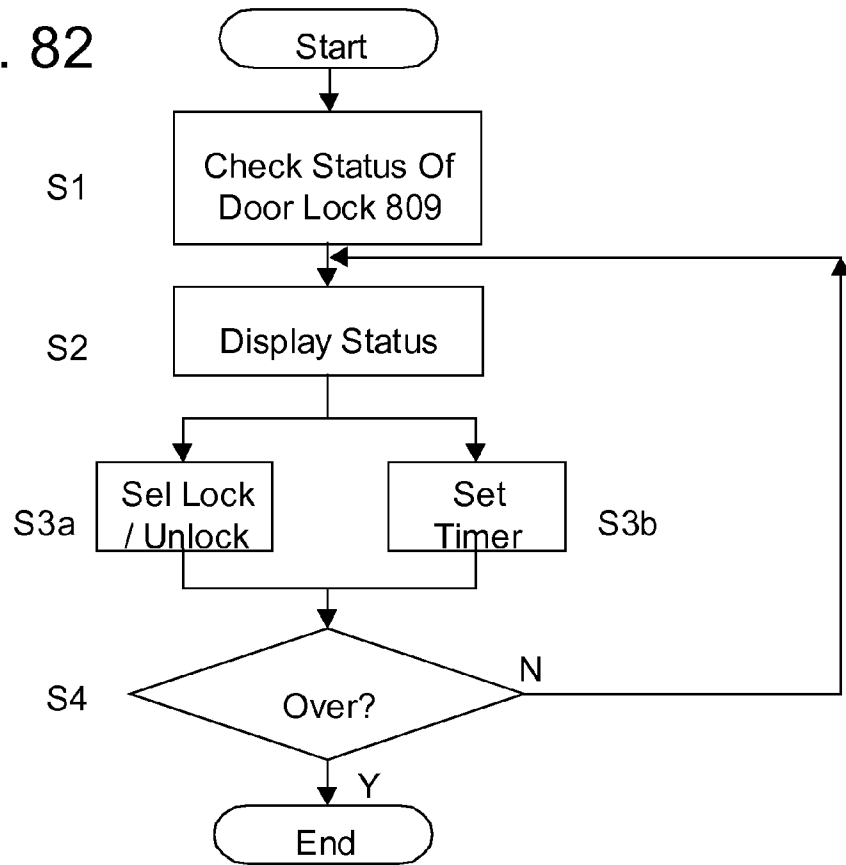 . 82
Start
S1
Check Status Of
Door Lock 809
S2
Display Status
S3a
Sel Lock
/ Unlock
Set
Timer
S3b
S4
Over?
N
Y
End